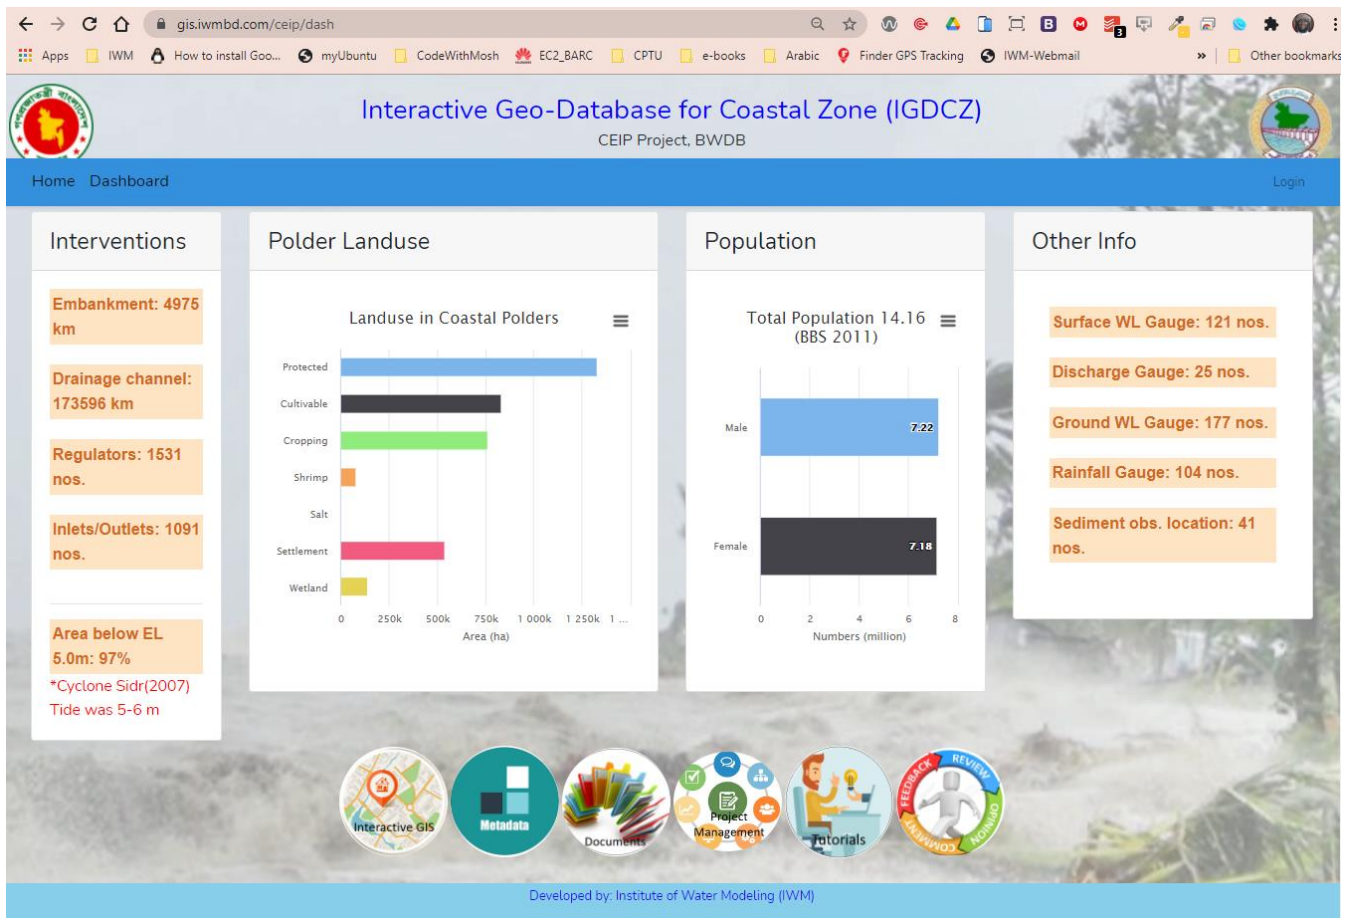 gis.iwmbd.com/ceip/dash
3
Apps
IWM
How to install Goo...
myUbuntu
CodeWithMosh
EC2_BARC
CPTU
e-books
Arabic
Finder GPS Tracking
IWM-Webmail
»
Other bookmarks
Interactive Geo-Database for Coastal Zone (IGDCZ)
CEIP Project, BWDB
Home Dashboard
Login
Interventions
Embankment: 4975
km
Drainage channel:
173596 km
Regulators: 1531
nos.
Inlets/Outlets: 1091
nos.
Area below EL
5.0m: 97%
*Cyclone Sidr(2007)
Tide was 5-6 m
Polder Landuse
Landuse in Coastal Polders
Protected
Cultivable
Cropping
Shrimp
Salt
Settlement
Wetland
0 250k 500k 750k 1 000k 1 250k 1 ...
Area (ha)
Population
Total Population 14.16
(BBS 2011)
Male
7.22
Female
7.18
0 2 4 6 8
Numbers (million)
Other Info
Surface WL Gauge: 121 nos.
Discharge Gauge: 25 nos.
Ground WL Gauge: 177 nos.
Rainfall Gauge: 104 nos.
Sediment obs. location: 41
nos.
Interactive GIS
Metadata
Documents
Project
Management
Tutorials
FEEDBACK
REVIEW
OPINION
COMMENT
Developed by: Institute of Water Modeling (IWM)